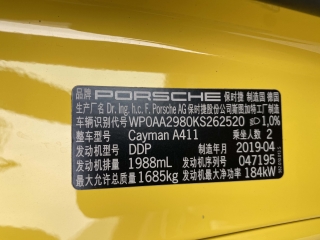 品牌 PORSCHE 保时捷 制造国 德国
生产厂名 Dr. Ing. h.c. F. Porsche AG 保时捷股份公司斯图加特工厂制造
车辆识别代号 WP0AA2980KS262520 1,0%
整车型号 Cayman A411 乘坐人数 2
发动机型号 DDP 制造年月 2019-04
发动机排量 1988mL 发动机序列号 047195
最大允许总质量 1685kg 发动机最大净功率 184kW